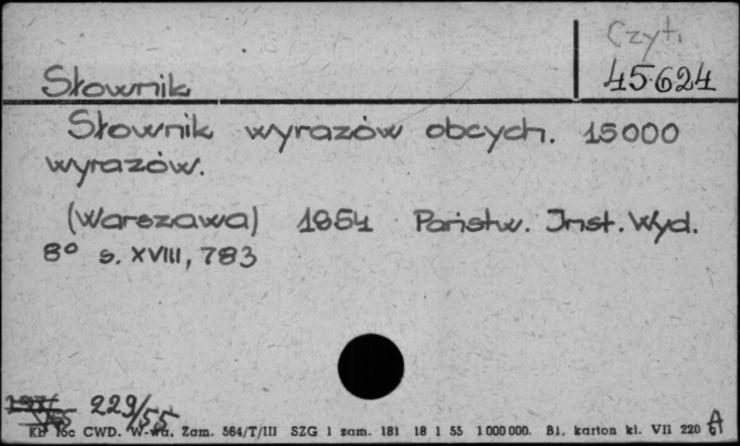 Czyt.
Słownik
45.624
Słownik wyrazów obcych. 15000
wyrazów.
(Warszawa) 1954 Państw. Inst. Wyd.
8° s. XVIII, 783
229/55
CWD. W-wa. Zam. 564/T/III SZG 1 zam. 181 18 1 55 1 000 000. Bi. karton kl. VII 220